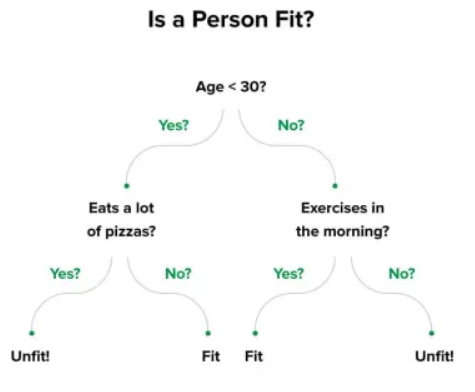 Is a Person Fit?
Age < 30?
Yes?
No?
Eats a lot
of pizzas?
Exercises in
the morning?
Yes?
No?
Yes?
No?
Unfit!
Fit
Fit
Unfit!